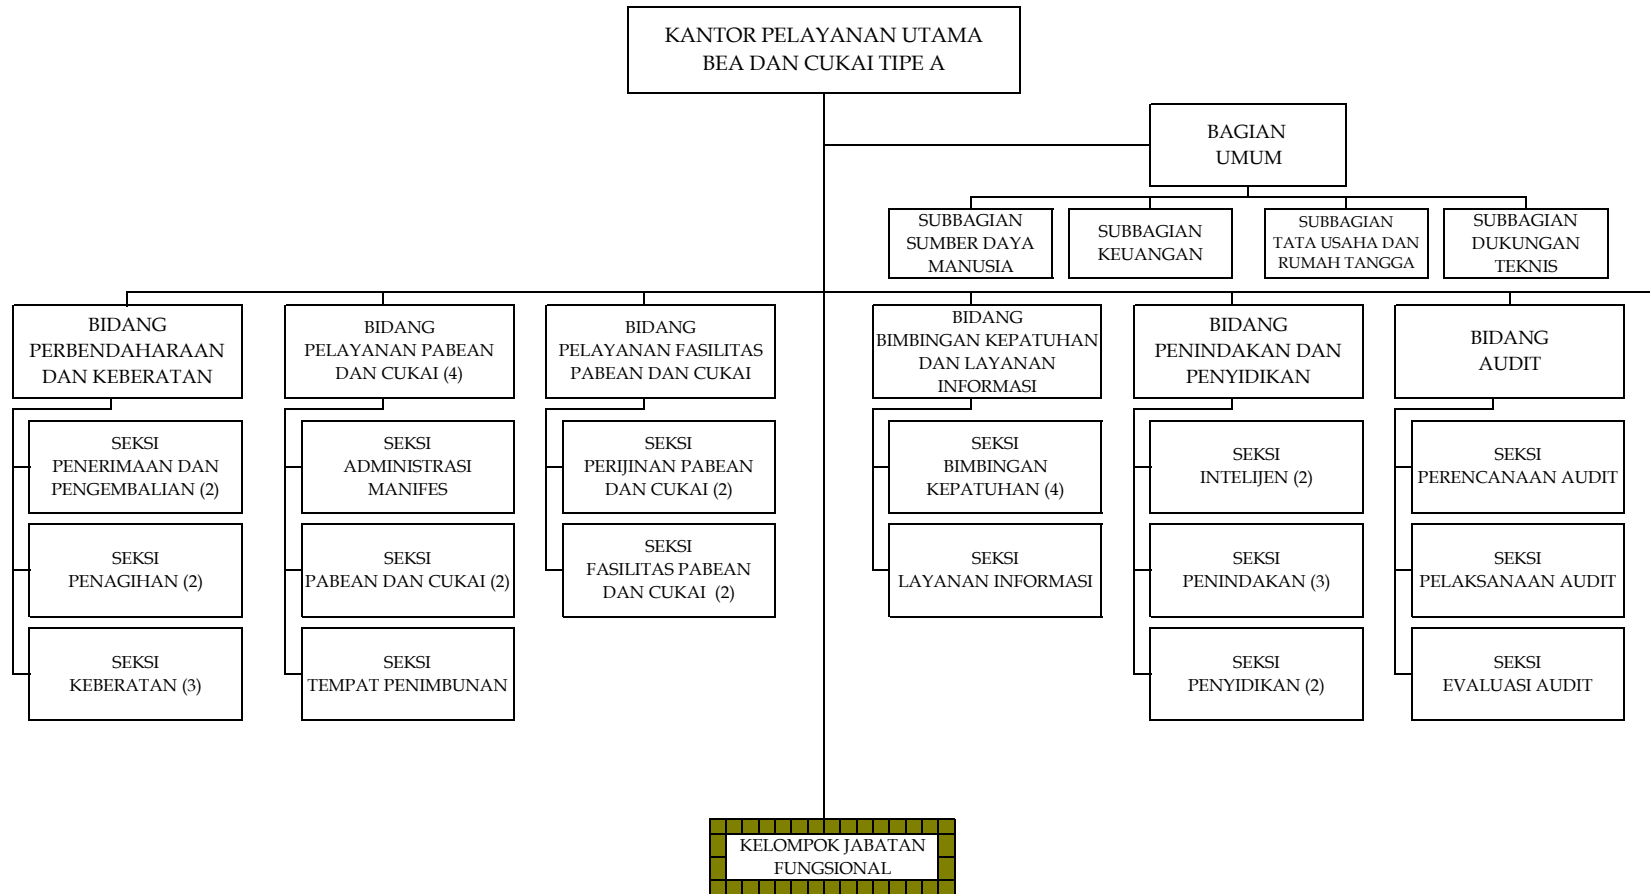 KANTOR PELAYANAN UTAMA
BEA DAN CUKAI TIPE A
BAGIAN
UMUM
SUBBAGIAN
SUMBER DAYA
MANUSIA
SUBBAGIAN
KEUANGAN
SUBBAGIAN
TATA USAHA DAN
RUMAH TANGGA
SUBBAGIAN
DUKUNGAN
TEKNIS
BIDANG
PERBENDAHARAAN
DAN KEBERATAN
BIDANG
PELAYANAN PABEAN
DAN CUKAI (4)
BIDANG
PELAYANAN FASILITAS
PABEAN DAN CUKAI
BIDANG
BIMBINGAN KEPATUHAN
DAN LAYANAN
INFORMASI
BIDANG
PENINDAKAN DAN
PENYIDIKAN
BIDANG
AUDIT
SEKSI
PENERIMAAN DAN
PENGEMBALIAN (2)
SEKSI
ADMINISTRASI
MANIFES
SEKSI
PERIJINAN PABEAN
DAN CUKAI (2)
SEKSI
BIMBINGAN
KEPATUHAN (4)
SEKSI
INTELIJEN (2)
SEKSI
PERENCANAAN AUDIT
SEKSI
PENAGIHAN (2)
SEKSI
PABEAN DAN CUKAI (2)
SEKSI
FASILITAS PABEAN
DAN CUKAI (2)
SEKSI
LAYANAN INFORMASI
SEKSI
PENINDAKAN (3)
SEKSI
PELAKSANAAN AUDIT
SEKSI
KEBERATAN (3)
SEKSI
TEMPAT PENIMBUNAN
SEKSI
PENYIDIKAN (2)
SEKSI
EVALUASI AUDIT
KELOMPOK JABATAN
FUNGSIONAL